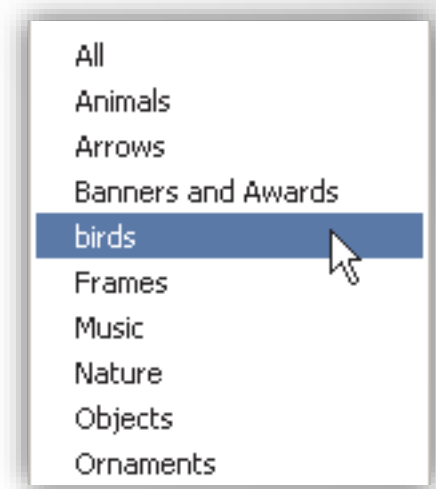 All
Animals
Arrows
Banners and Awards
birds
Frames
Music
Nature
Objects
Ornaments